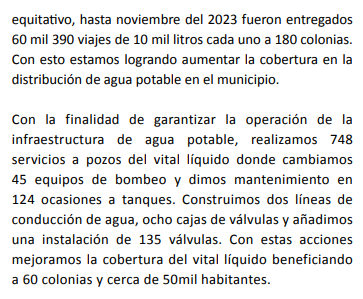 equitativo, hasta noviembre del 2023 fueron entregados
60 mil 390 viajes de 10 mil litros cada uno a 180 colonias.
Con esto estamos logrando aumentar la cobertura en la
distribución de agua potable en el municipio.

Con la finalidad de garantizar la operación de la
infraestructura de agua potable, realizamos 748
servicios a pozos del vital líquido donde cambiamos
45 equipos de bombeo y dimos mantenimiento en
124 ocasiones a tanques. Construimos dos líneas de
conducción de agua, ocho cajas de válvulas y añadimos
una instalación de 135 válvulas. Con estas acciones
mejoramos la cobertura del vital líquido beneficiando
a 60 colonias y cerca de 50mil habitantes.